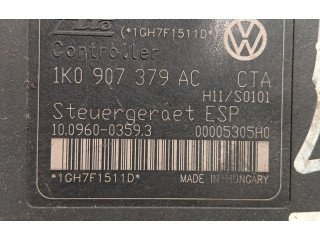 (*1GH7F1511D*)
Controller
1K0 907 379 AC CTA
H11/S0101
Steuergeraet ESP
10.0960-0359.3 00005305H0
*1GH7F1511D* MADE IN HUNGARY